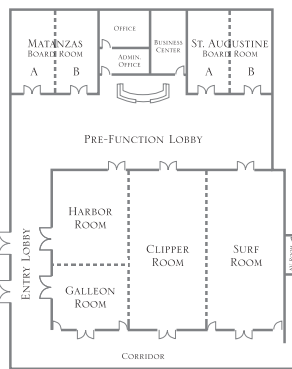 OFFICE
MATANZAS
BOARD ROOM
A B
ADMIN.
OFFICE
BUSINESS
CENTER
ST. AUGUSTINE
BOARD ROOM
A B
PRE-FUNCTION LOBBY
HARBOR
ROOM
CLIPPER
ROOM
SURF
ROOM
GALLEON
ROOM
ENTRY LOBBY
CORRIDOR